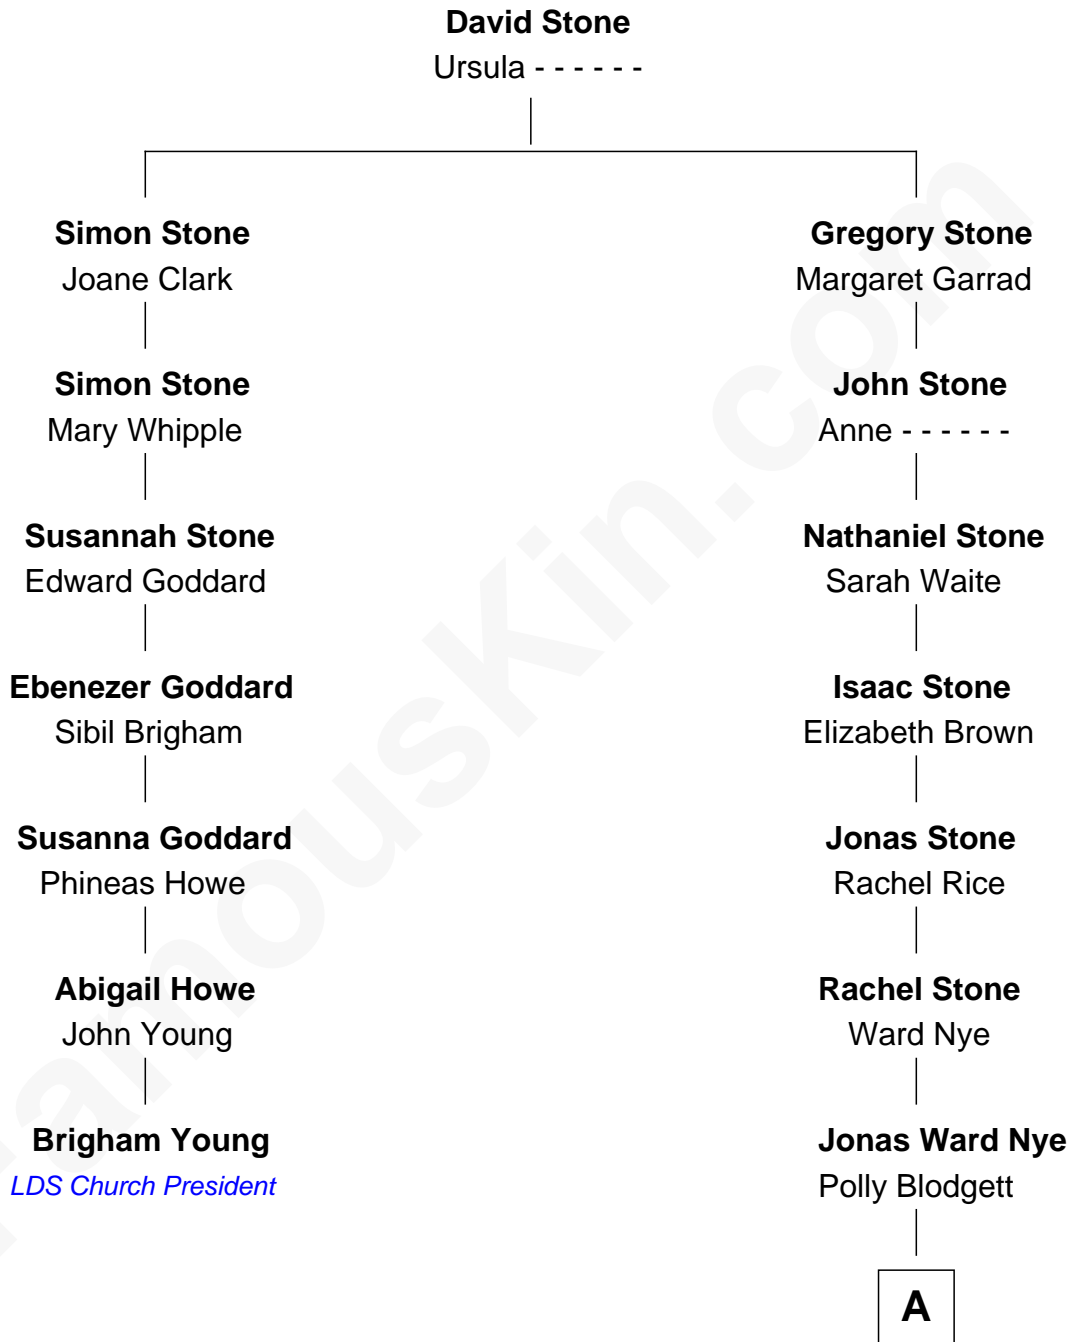 David Stone
Ursula - - - - - -
Simon Stone
Joane Clark
Gregory Stone
Margaret Garrad
Simon Stone
Mary Whipple
John Stone
Anne - - - - - -
Susannah Stone
Edward Goddard
Nathaniel Stone
Sarah Waite
Ebenezer Goddard
Sibil Brigham
Isaac Stone
Elizabeth Brown
Susanna Goddard
Phineas Howe
Jonas Stone
Rachel Rice
Abigail Howe
John Young
Rachel Stone
Ward Nye
Brigham Young
LDS Church President
Jonas Ward Nye
Polly Blodgett
A
FamousKin.com